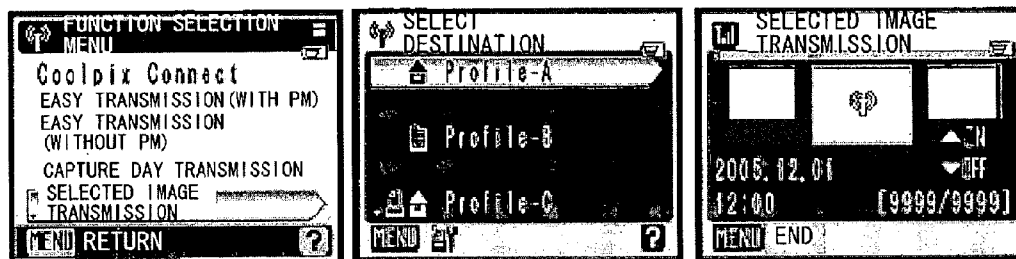 FUNCTION SELECTION
MENU
Coolpix Connect
EASY TRANSMISSION(WITH PM)
EASY TRANSMISSION
(WITHOUT PM)
CAPTURE DAY TRANSMISSION
SELECTED IMAGE
TRANSMISSION
MENU RETURN ?
SELECT
DESTINATION
Profile-A
Profile-B
Profile-C
MENU ?
SELECTED IMAGE
TRANSMISSION
ON
2005.12.01 OFF
12:00 [9999/9999]
MENU END